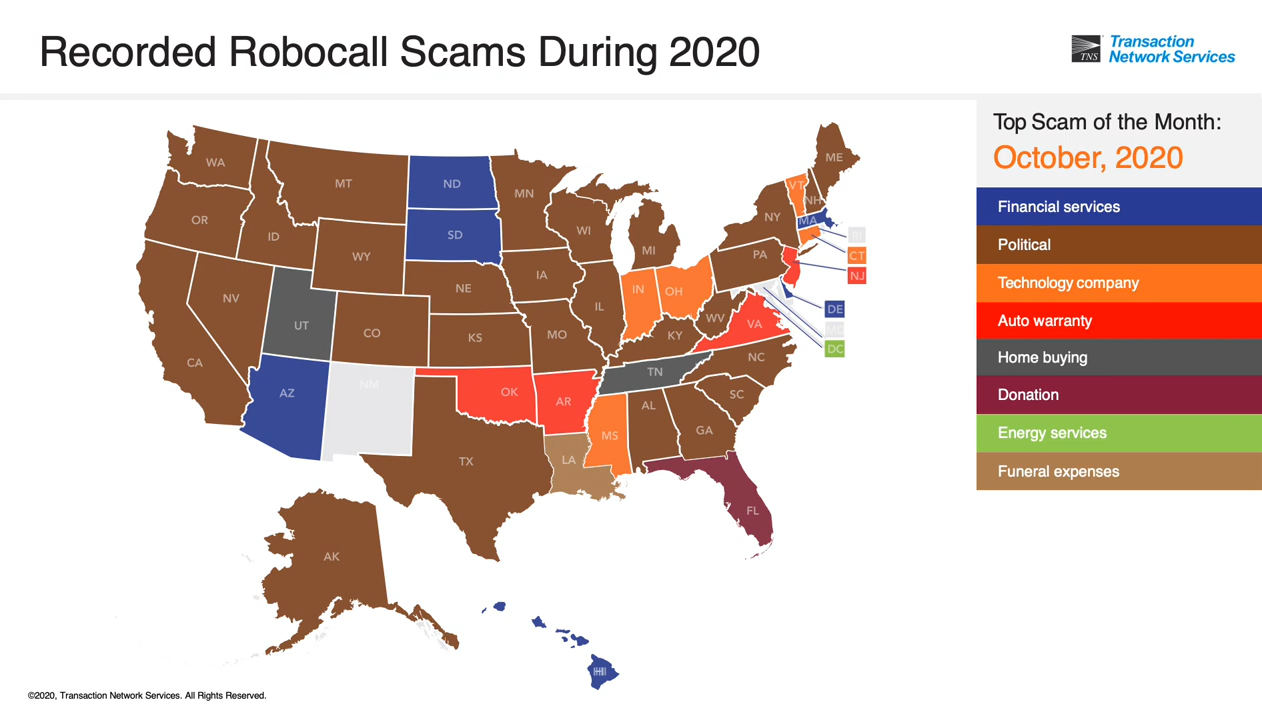 Recorded Robocall Scams During 2020
TNS
Transaction
Network Services
Top Scam of the Month:
October, 2020
Financial services
Political
Technology company
Auto warranty
Home buying
Donation
Energy services
Funeral expenses
WA
MT
ND
MN
ME
VT
NH
OR
ID
SD
WI
NY
MA
RI
WY
MI
PA
CT
NJ
NV
NE
IA
IN
OH
DE
UT
CO
KS
IL
MO
KY
WV
VA
MD
DC
CA
AZ
NM
OK
AR
TN
NC
SC
TX
LA
MS
AL
GA
FL
AK
HI
©2020, Transaction Network Services. All Rights Reserved.